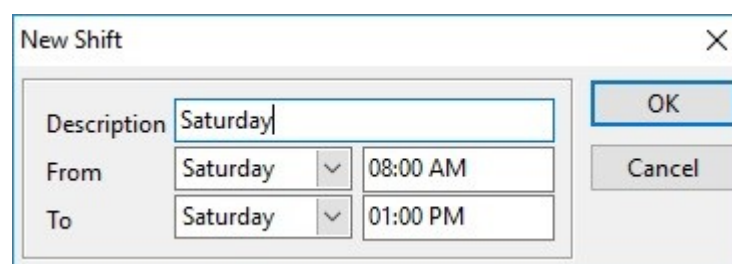 New Shift
Description Saturday OK
From Saturday 08:00 AM Cancel
To Saturday 01:00 PM